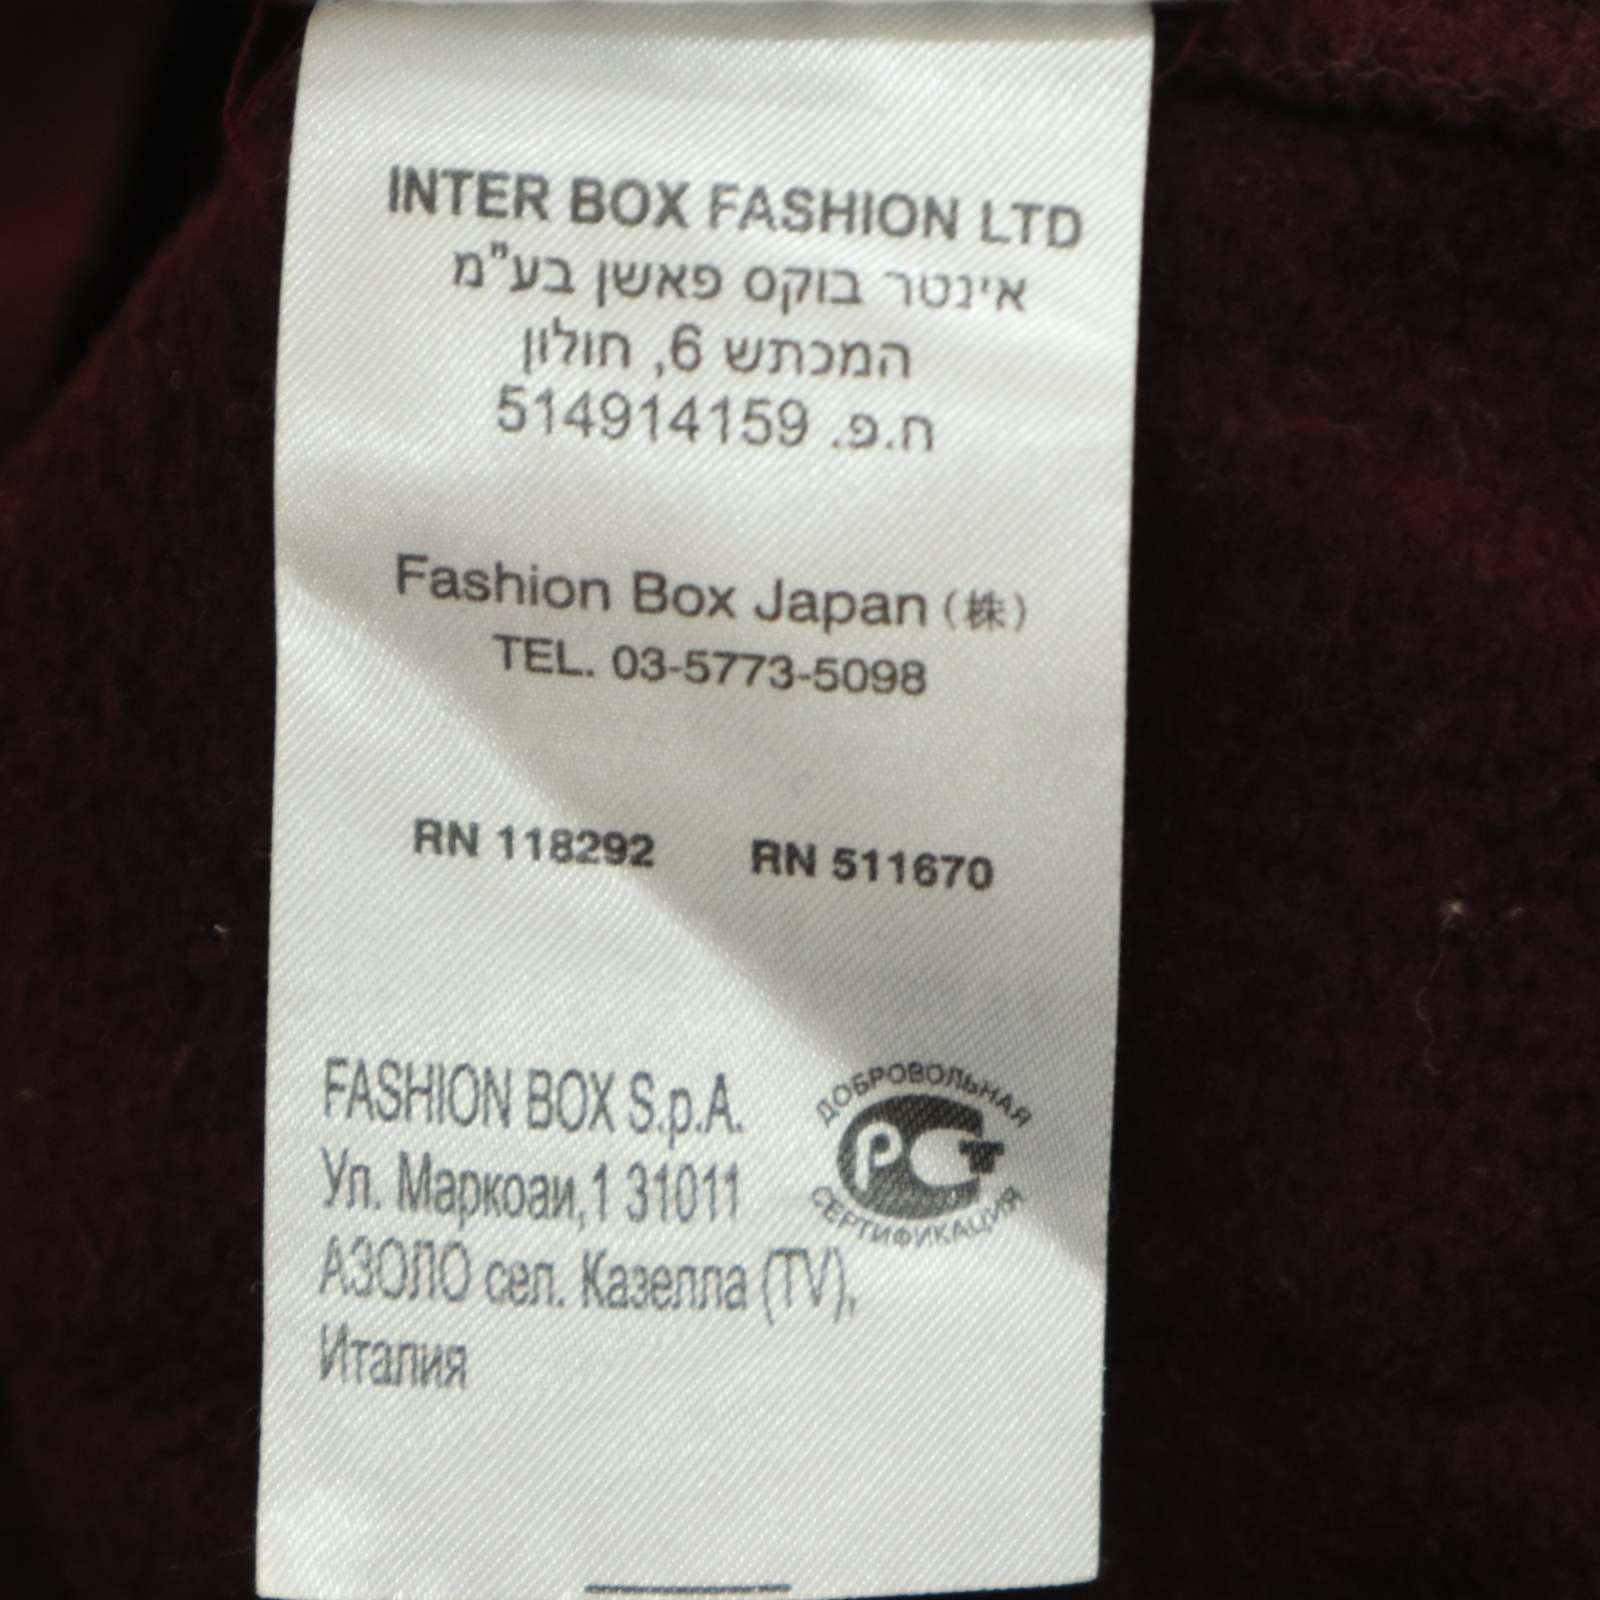 INTER BOX FASHION LTD
אינטר בוקס פאשן בע"מ
המכתש 6, חולון
ח.פ. 514914159
Fashion Box Japan (株)
TEL. 03-5773-5098
RN 118292 RN 511670
FASHION BOX S.p.A.
Ул. Маркоаи,1 31011
АЗОЛО сел. Казелла (TV),
Италия
ДОБРОВОЛЬНАЯ
РСТ
СЕРТИФИКАЦИЯ